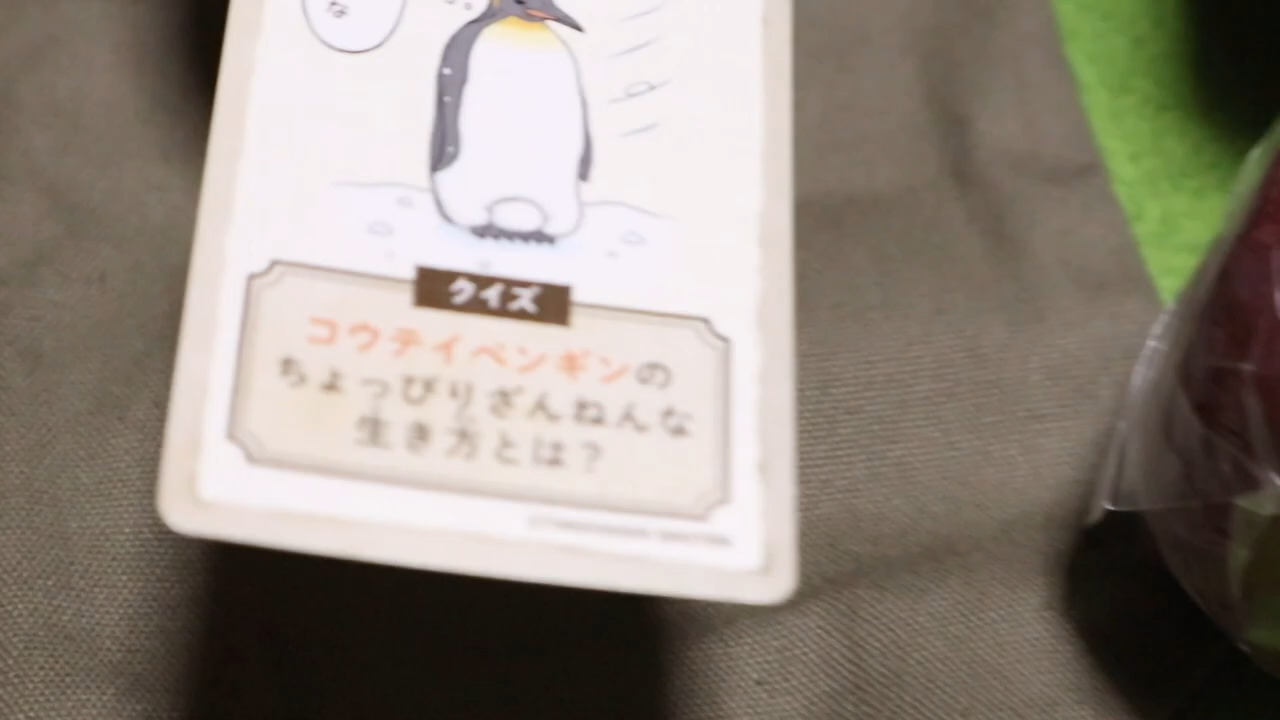 な
クイズ
コウテイペンギンの
ちょっぴりざんねんな
生き方とは？